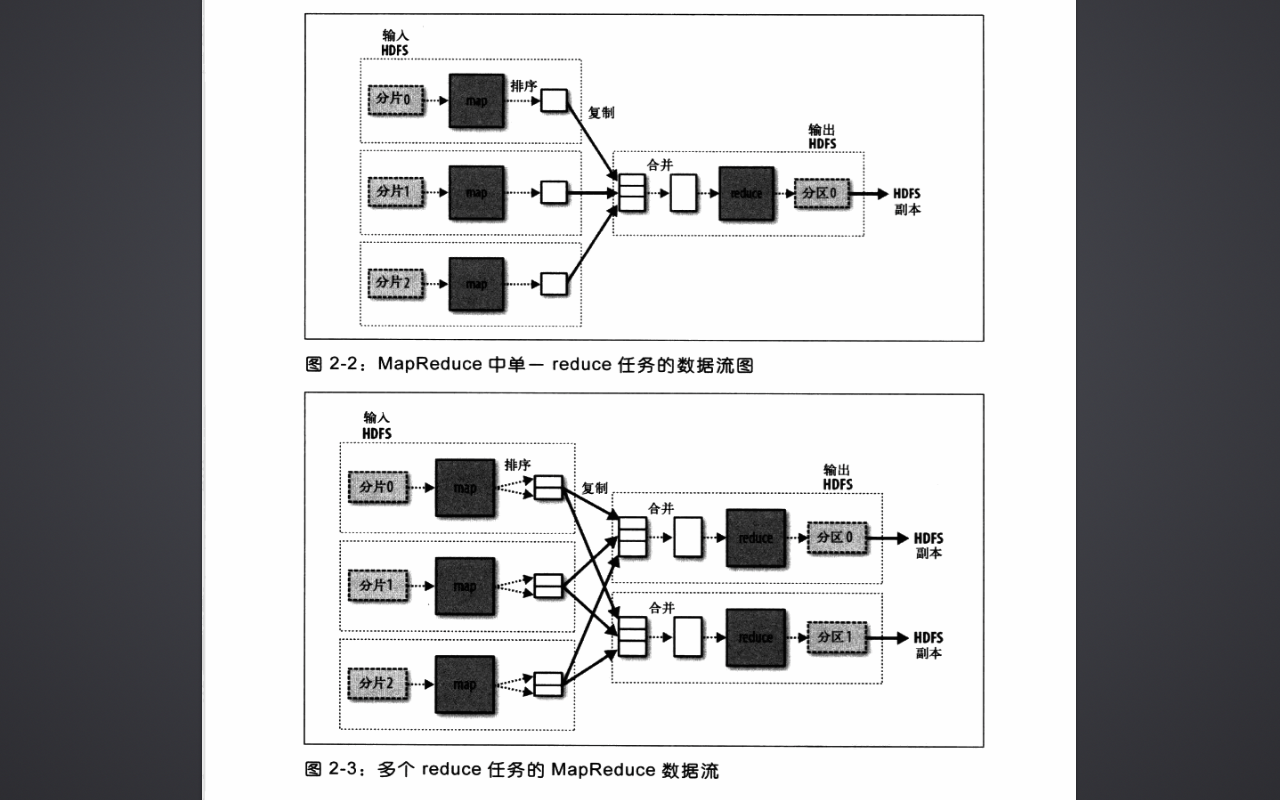 输入
HDFS
分片0
map
排序
复制
分片1
map
分片2
map
合并
reduce
输出
HDFS
分区0
HDFS
副本
图 2-2：MapReduce 中单一 reduce 任务的数据流图
输入
HDFS
分片0
map
排序
复制
分片1
map
分片2
map
合并
reduce
输出
HDFS
分区0
HDFS
副本
合并
reduce
分区1
HDFS
副本
图 2-3：多个 reduce 任务的 MapReduce 数据流